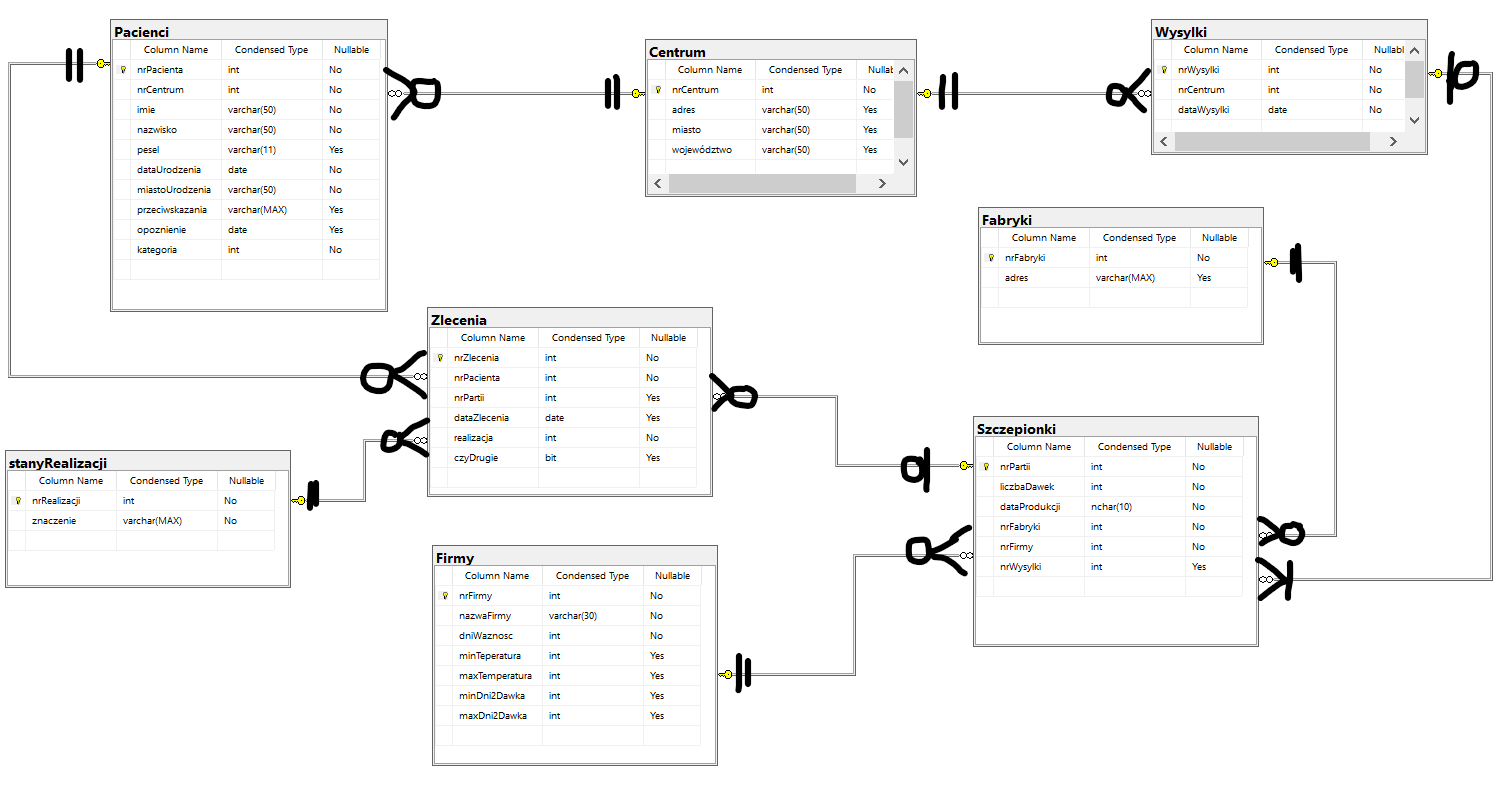 Pacienci
Column Name Condensed Type Nullable
nrPacjenta int No
nrCentrum int No
imie varchar(50) No
nazwisko varchar(50) No
pesel varchar(11) Yes
dataUrodzenia date No
miastoUrodzenia varchar(50) No
przeciwskazania varchar(MAX) Yes
opoznienie date Yes
kategoria int No
Centrum
Column Name Condensed Type Nullab
nrCentrum int No
adres varchar(50) Yes
miasto varchar(50) Yes
województwo varchar(50) Yes
Wysylki
Column Name Condensed Type Nullabl
nrWysylki int No
nrCentrum int No
dataWysylki date No
Fabryki
Column Name Condensed Type Nullable
nrFabryki int No
adres varchar(MAX) Yes
Zlecenia
Column Name Condensed Type Nullable
nrZlecenia int No
nrPacjenta int No
nrPartii int Yes
dataZlecenia date Yes
realizacja int No
czyDrugie bit Yes
Szczepionki
Column Name Condensed Type Nullable
nrPartii int No
liczbaDawek int No
dataProdukcji nchar(10) No
nrFabryki int No
nrFirmy int No
nrWysylki int Yes
stanyRealizacji
Column Name Condensed Type Nullable
nrRealizacji int No
znaczenie varchar(MAX) No
Firmy
Column Name Condensed Type Nullable
nrFirmy int No
nazwaFirmy varchar(30) No
dniWaznosc int No
minTeperatura int Yes
maxTemperatura int Yes
minDni2Dawka int Yes
maxDni2Dawka int Yes